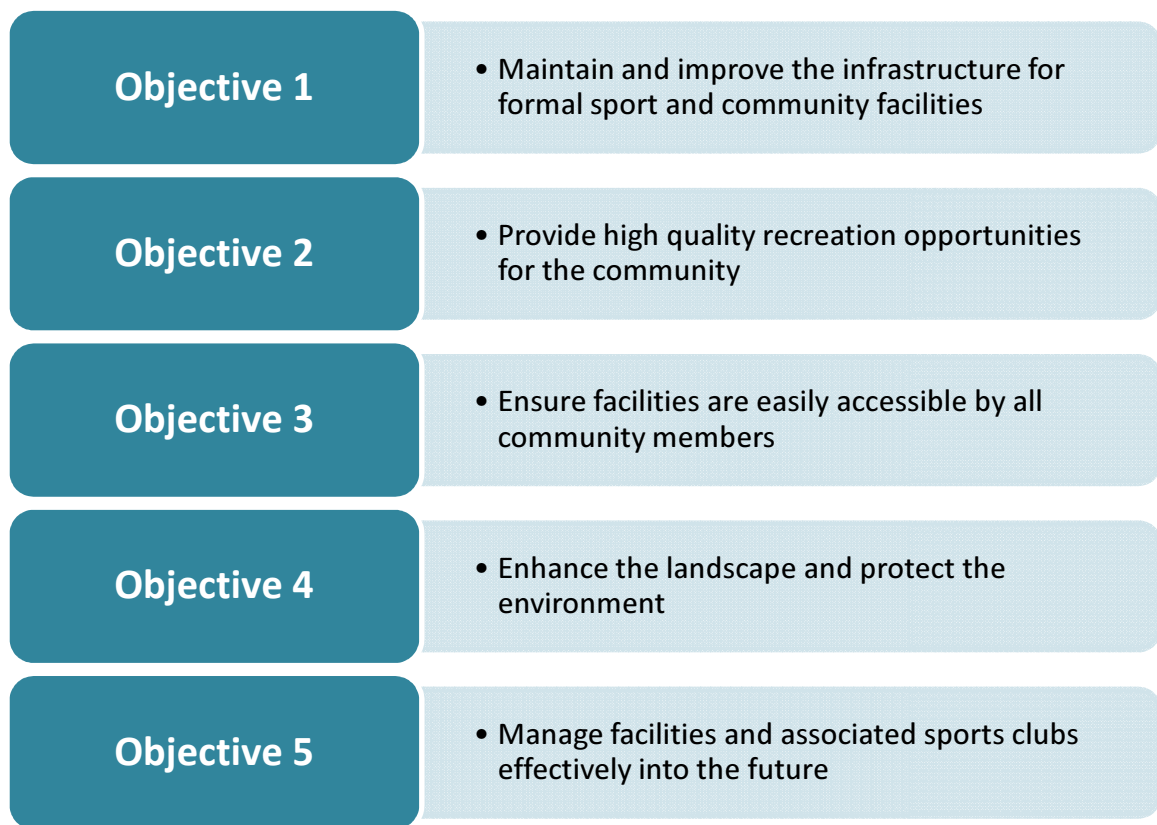 Objective 1
• Maintain and improve the infrastructure for
formal sport and community facilities
Objective 2
• Provide high quality recreation opportunities
for the community
Objective 3
• Ensure facilities are easily accessible by all
community members
Objective 4
• Enhance the landscape and protect the
environment
Objective 5
• Manage facilities and associated sports clubs
effectively into the future